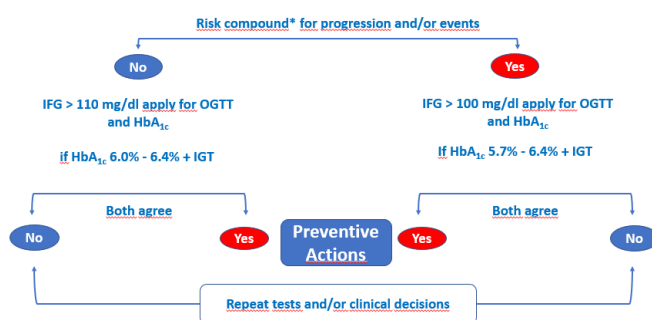 Risk compound* for progression and/or events
No
Yes
IFG > 110 mg/dl apply for OGTT
and HbA1c
if HbA1c 6.0% - 6.4% + IGT
IFG > 100 mg/dl apply for OGTT
and HbA1c
If HbA1c 5.7% - 6.4% + IGT
Both agree
Both agree
No
Yes
Preventive
Actions
Yes
No
Repeat tests and/or clinical decisions